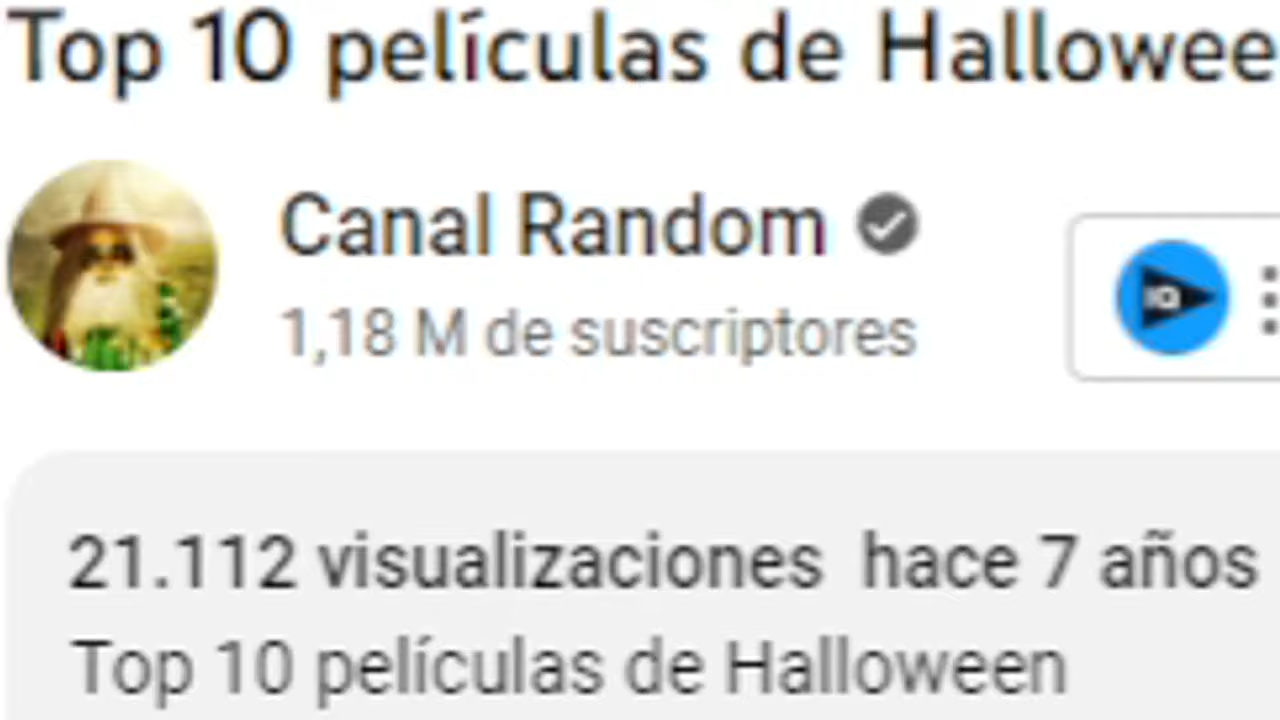 Top 10 películas de Hallowee
Canal Random
1,18 M de suscriptores
IQ
21.112 visualizaciones hace 7 años
Top 10 películas de Halloween